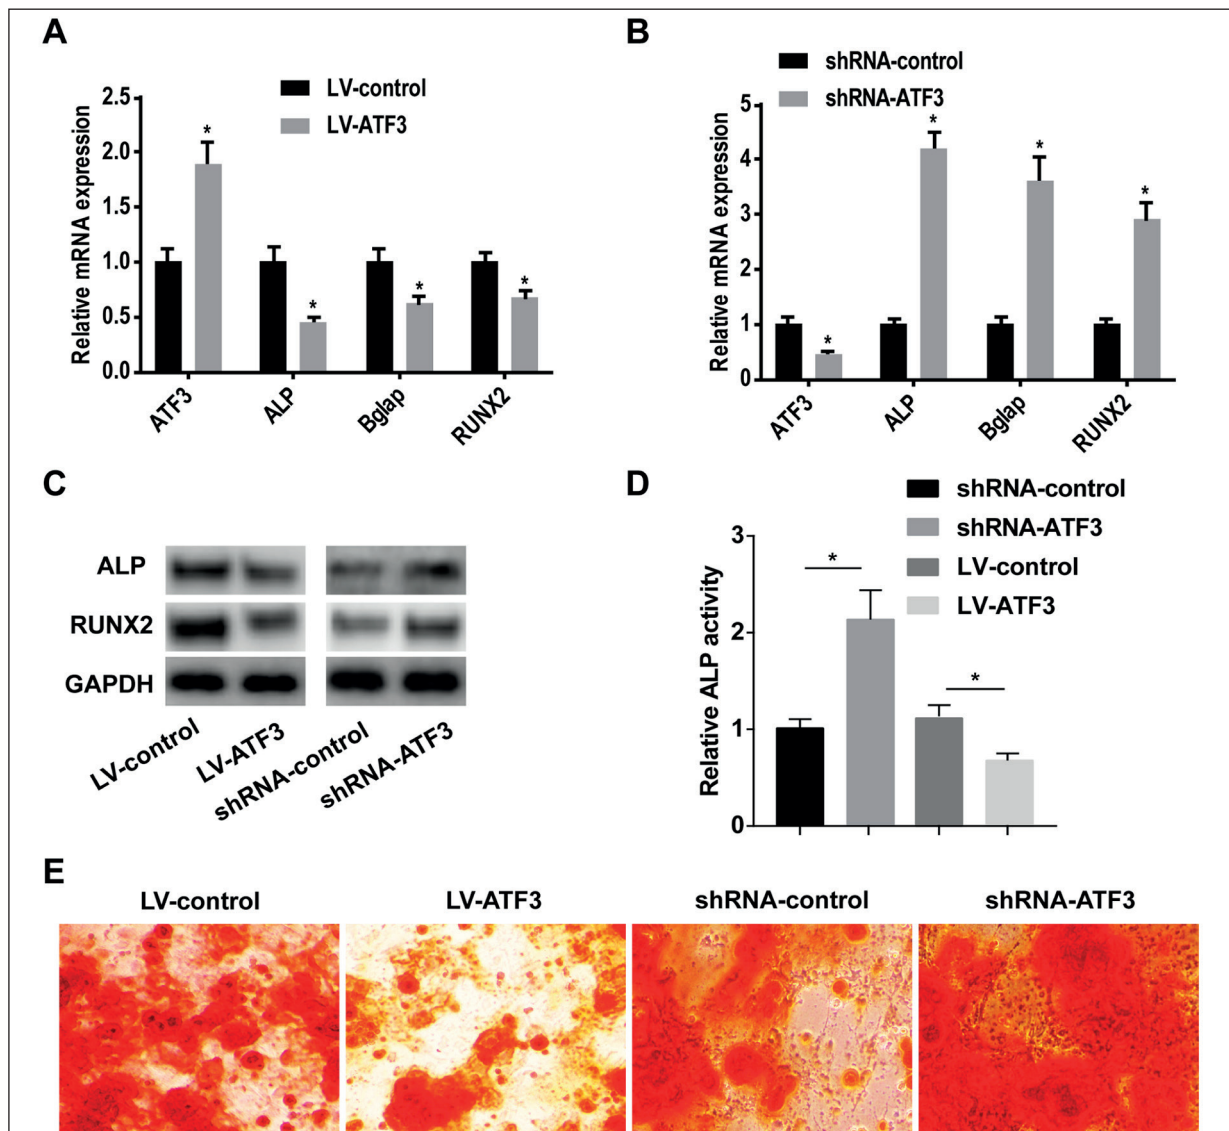 A
LV-control
LV-ATF3
Relative mRNA expression
2.5
2.0
1.5
1.0
0.5
0.0
*
*
*
*
ATF3
ALP
Bglap
RUNX2
B
shRNA-control
shRNA-ATF3
Relative mRNA expression
5
4
3
2
1
0
*
*
*
*
ATF3
ALP
Bglap
RUNX2
C
ALP
RUNX2
GAPDH
LV-control
LV-ATF3
shRNA-control
shRNA-ATF3
D
shRNA-control
shRNA-ATF3
LV-control
LV-ATF3
Relative ALP activity
3
2
1
0
*
*
E
LV-control
LV-ATF3
shRNA-control
shRNA-ATF3